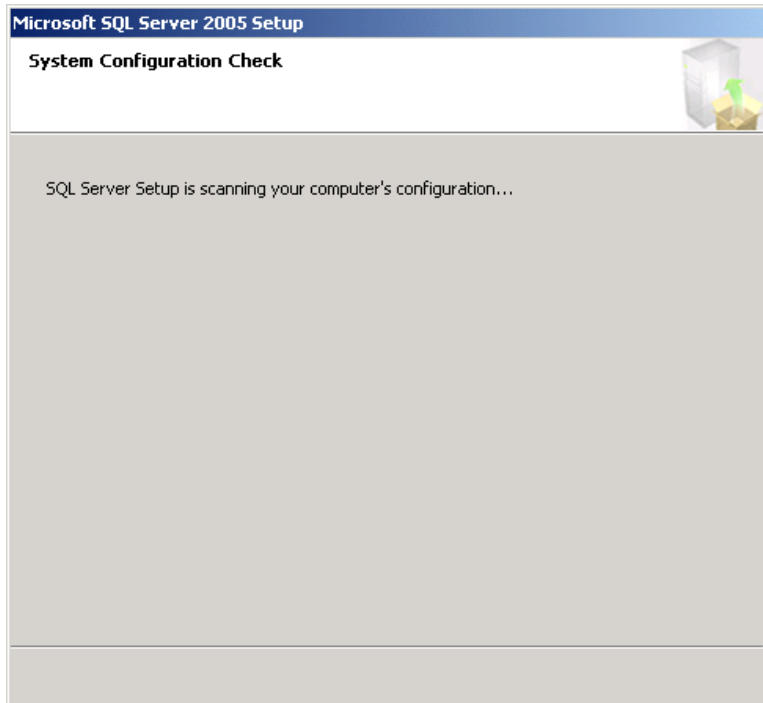 Microsoft SQL Server 2005 Setup
System Configuration Check
SQL Server Setup is scanning your computer's configuration...